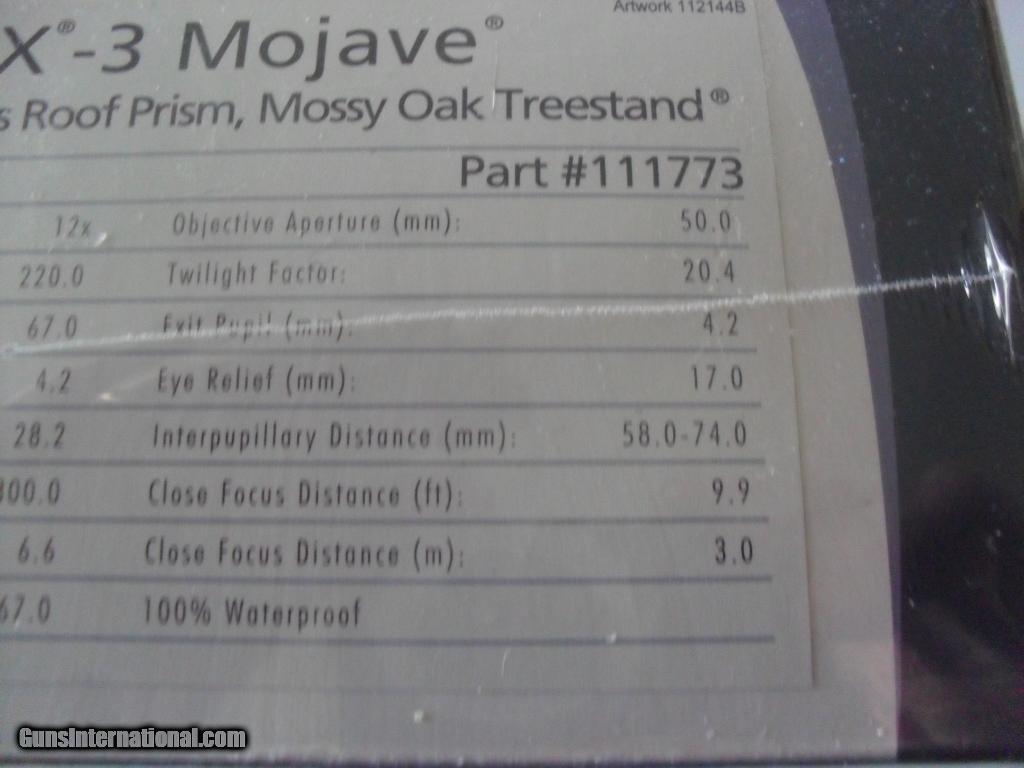 Artwork 112144B
X®-3 Mojave®
s Roof Prism, Mossy Oak Treestand®
Part #111773
12x Objective Aperture (mm): 50.0
220.0 Twilight Factor: 20.4
67.0 Exit Pupil (mm): 4.2
4.2 Eye Relief (mm): 17.0
28.2 Interpupillary Distance (mm): 58.0-74.0
00.0 Close Focus Distance (ft): 9.9
6.6 Close Focus Distance (m): 3.0
67.0 100% Waterproof
GunsInternational.com